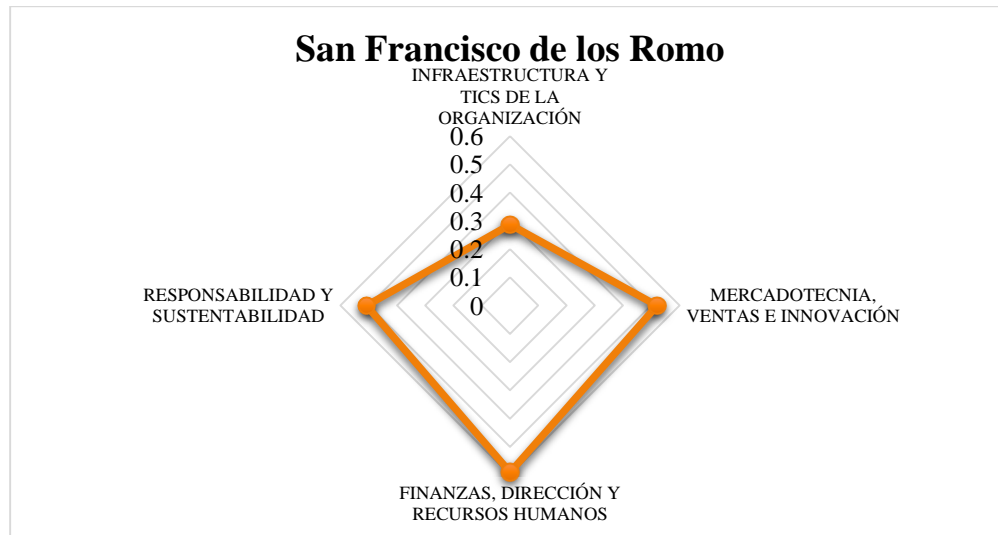 San Francisco de los Romo
INFRAESTRUCTURA Y
TICS DE LA
ORGANIZACIÓN
0.6
0.5
0.4
0.3
0.2
0.1
0
MERCADOTECNIA,
VENTAS E INNOVACIÓN
FINANZAS, DIRECCIÓN Y
RECURSOS HUMANOS
RESPONSABILIDAD Y
SUSTENTABILIDAD